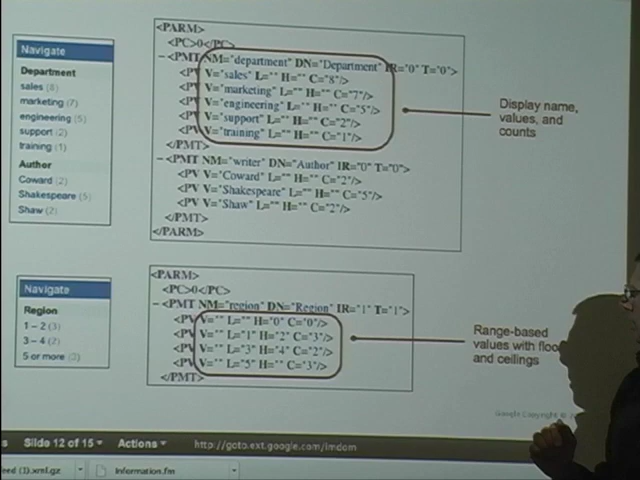 Navigate
Department
sales (8)
marketing (7)
engineering (5)
support (2)
training (1)
Author
Coward (2)
Shakespeare (5)
Shaw (2)
<PARM>
<PC>0</PC>
– <PMT NM="department" DN="Department" IR="0" T="0">
<PV V="sales" L="" H="" C="8"/>
<PV V="marketing" L="" H="" C="7"/>
<PV V="engineering" L="" H="" C="5"/>
<PV V="support" L="" H="" C="2"/>
<PV V="training" L="" H="" C="1"/>
</PMT>
– <PMT NM="writer" DN="Author" IR="0" T="0">
<PV V="Coward" L="" H="" C="2"/>
<PV V="Shakespeare" L="" H="" C="5"/>
<PV V="Shaw" L="" H="" C="2"/>
</PMT>
</PARM>
Display name,
values, and
counts
Navigate
Region
1 – 2 (3)
3 – 4 (2)
5 or more (3)
<PARM>
<PC>0</PC>
– <PMT NM="region" DN="Region" IR="1" T="1">
<PV V="" L="" H="0" C="0"/>
<PV V="" L="1" H="2" C="3"/>
<PV V="" L="3" H="4" C="2"/>
<PV V="" L="5" H="" C="3"/>
</PMT>
Range-based
values with
and ceilings
Google Copyright ©
s Slide 12 of 15 Actions http://goto.ext.google.com/imdom
eed (1).xml.gz Information.fm